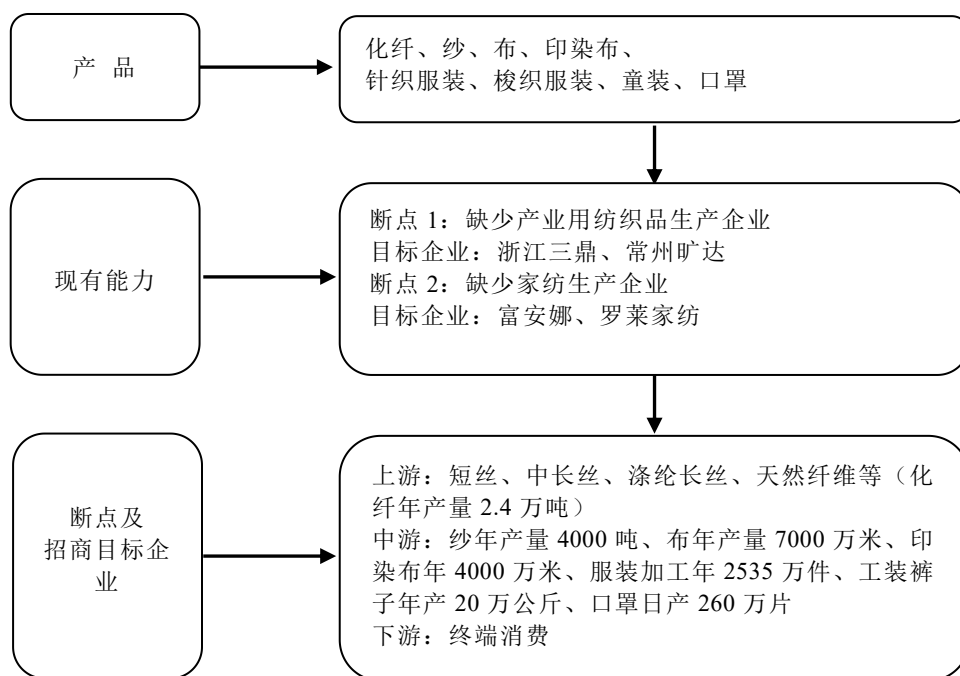 产 品
化纤、纱、布、印染布、
针织服装、梭织服装、童装、口罩
现有能力
断点 1：缺少产业用纺织品生产企业
目标企业：浙江三鼎、常州旷达
断点 2：缺少家纺生产企业
目标企业：富安娜、罗莱家纺
断点及
招商目标企
业
上游：短丝、中长丝、涤纶长丝、天然纤维等（化
纤年产量 2.4 万吨）
中游：纱年产量 4000 吨、布年产量 7000 万米、印
染布年 4000 万米、服装加工年 2535 万件、工装裤
子年产 20 万公斤、口罩日产 260 万片
下游：终端消费